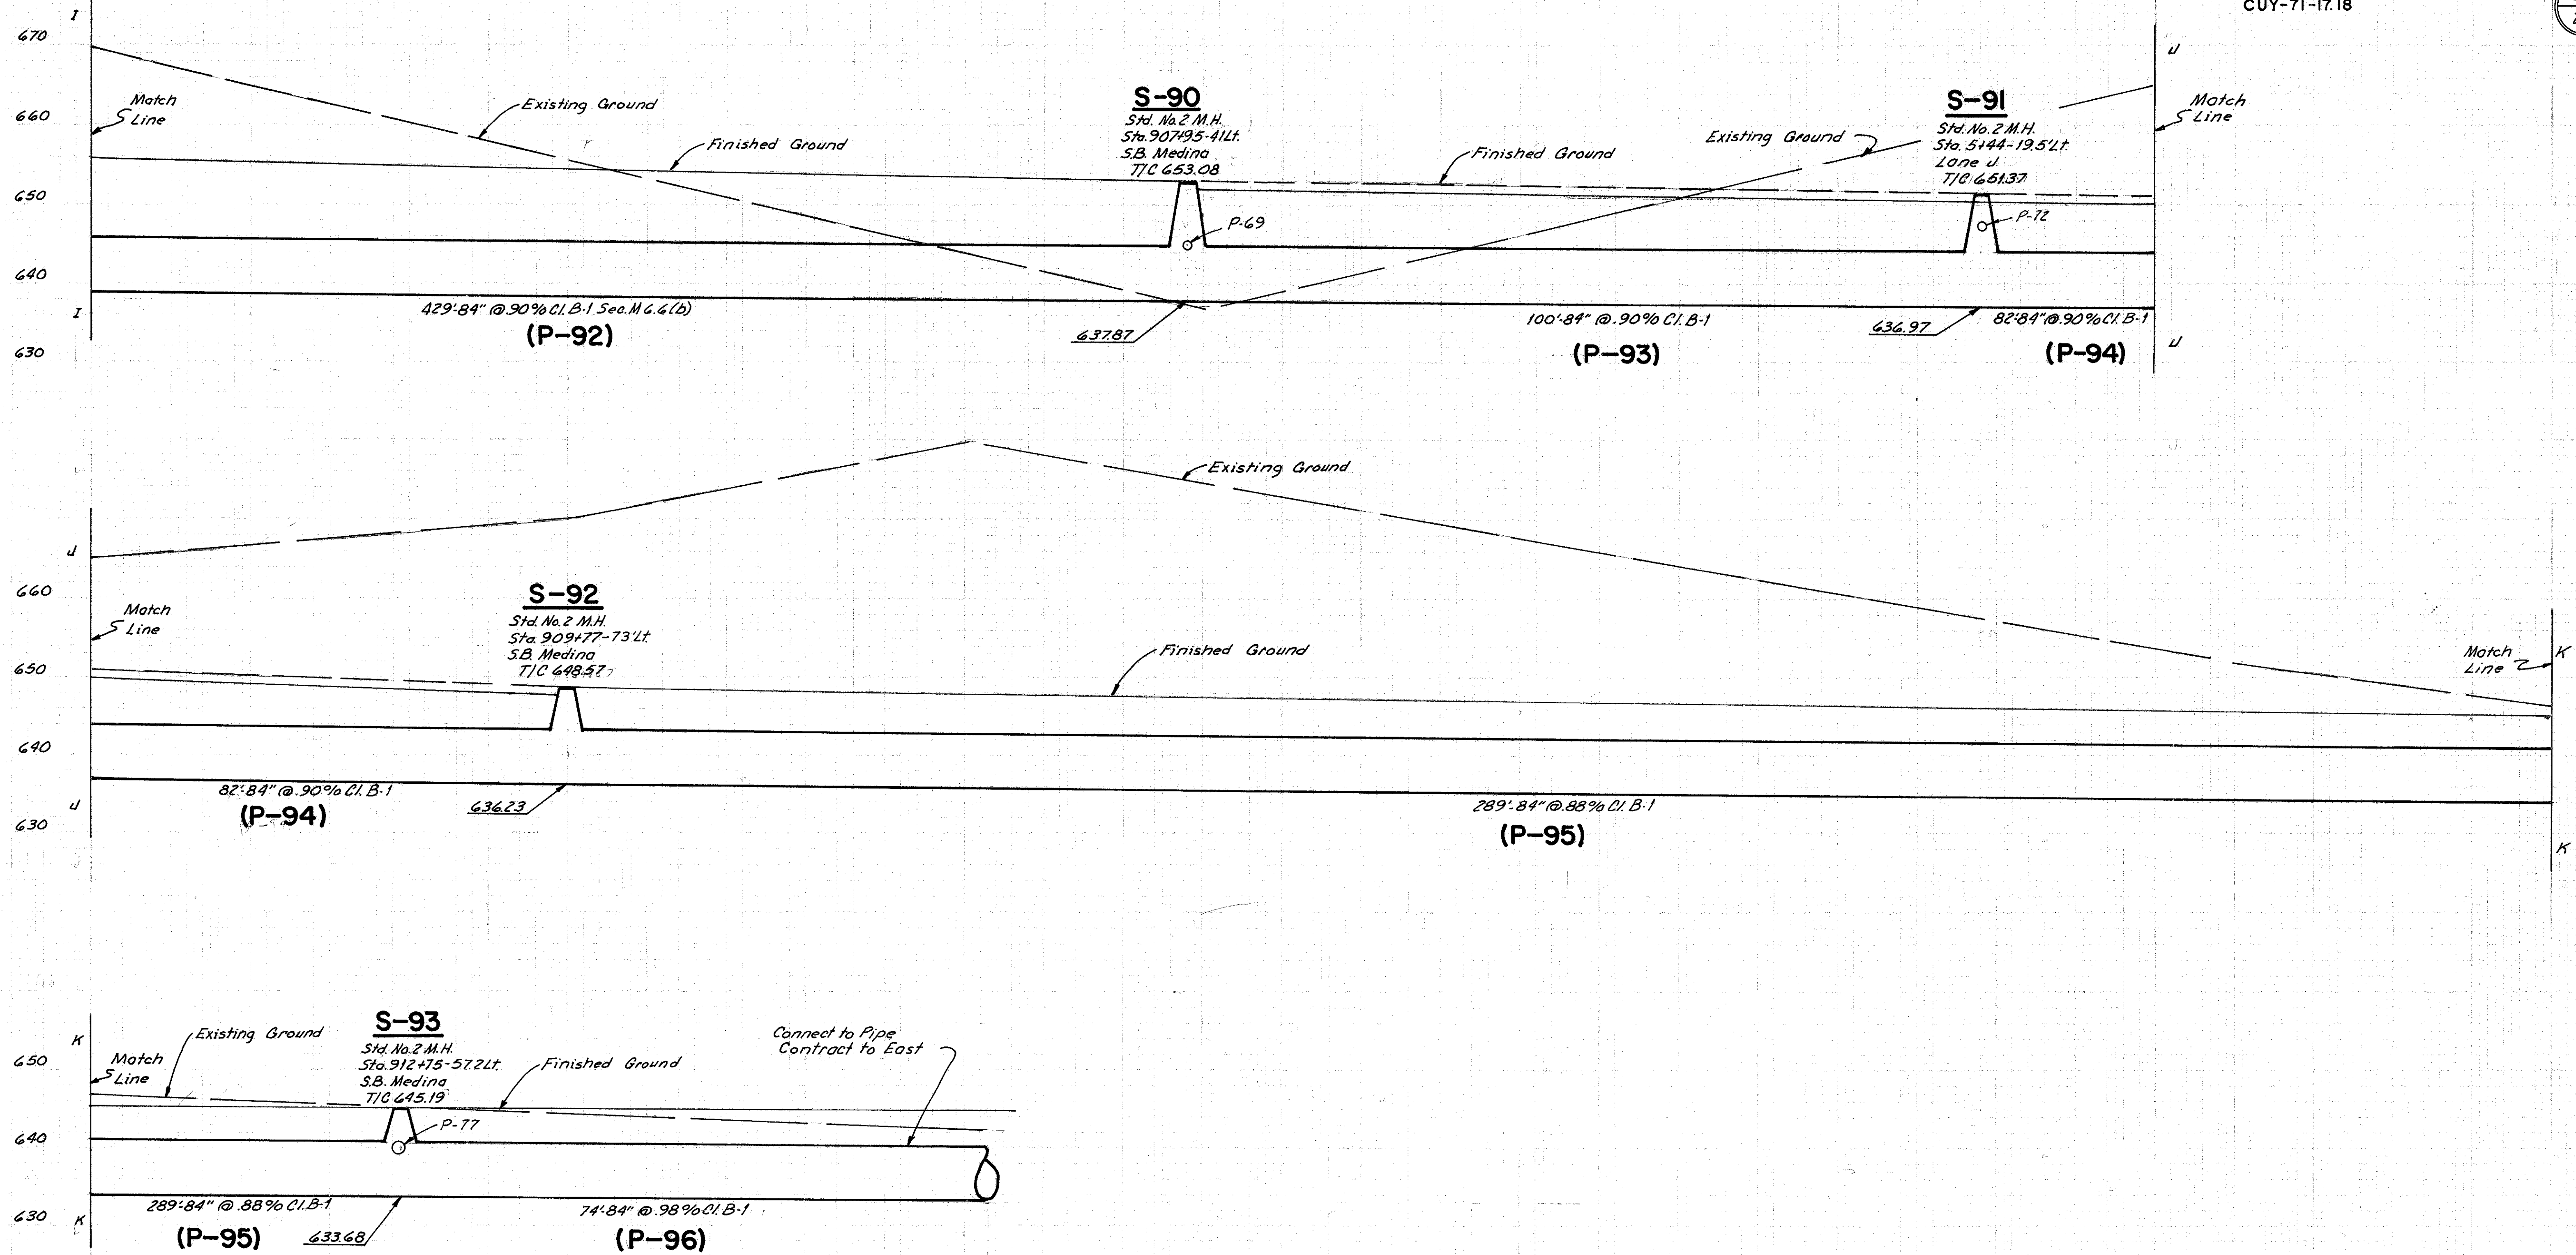 CUY-71-17.18
I
670
660
650
640
I
630
Match
Line
Existing Ground
Finished Ground
S-90
Std. No.2 M.H.
Sta. 907+95-41Lt.
S.B. Medina
T/C 653.08
P-69
Finished Ground
Existing Ground
S-91
Std. No.2 M.H.
Sta. 5+44-19.5'Lt.
Lane J
T/C 651.37
P-72
J
Match
Line
J
429'-84" @ .90% Cl. B-1 Sec. M 6.6(b)
(P-92)
637.87
100'-84" @ .90% Cl. B-1
(P-93)
636.97
82'-84" @ .90% Cl. B-1
(P-94)
J
660
650
640
J
630
Match
Line
Existing Ground
S-92
Std. No.2 M.H.
Sta. 909+77-73'Lt.
S.B. Medina
T/C 648.57
Finished Ground
Match
Line
K
K
82'-84" @ .90% Cl. B-1
(P-94)
636.23
289'-84" @ .88% Cl. B-1
(P-95)
K
650
640
630
K
Match
Line
Existing Ground
S-93
Std. No.2 M.H.
Sta. 912+75-57.2Lt.
S.B. Medina
T/C 645.19
P-77
Finished Ground
Connect to Pipe
Contract to East
289'-84" @ .88% Cl. B-1
(P-95)
633.68
74'-84" @ .98% Cl. B-1
(P-96)